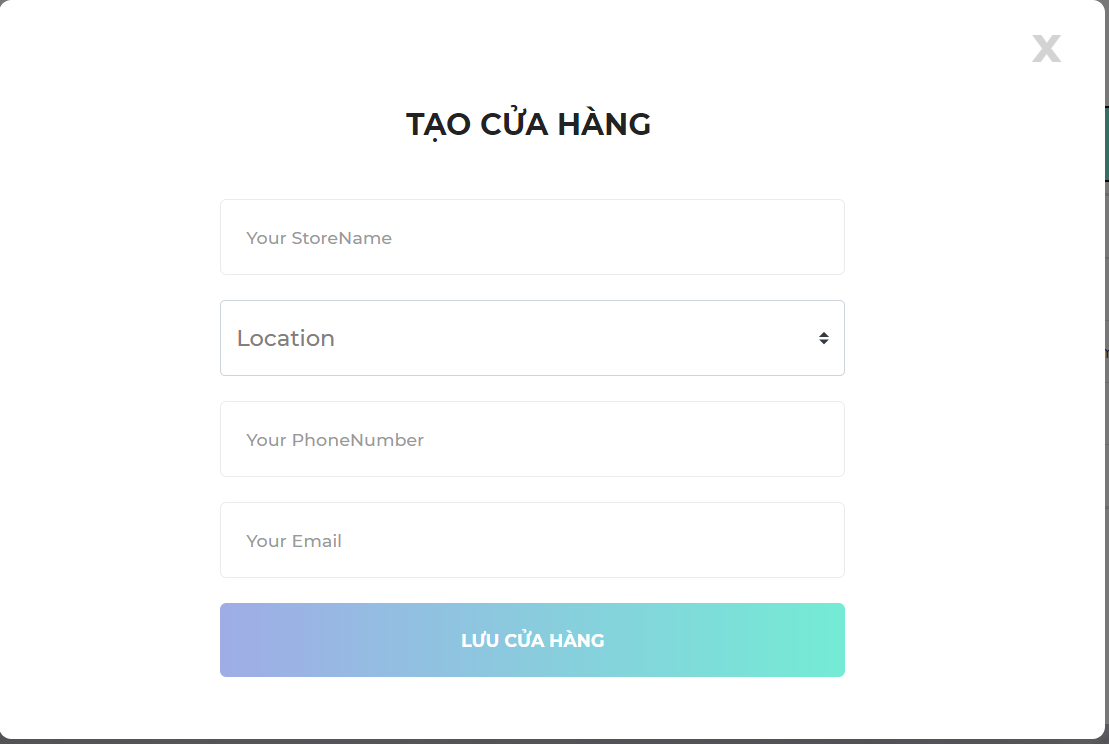 X
TẠO CỬA HÀNG
Your StoreName
Location
Your PhoneNumber
Your Email
LƯU CỬA HÀNG